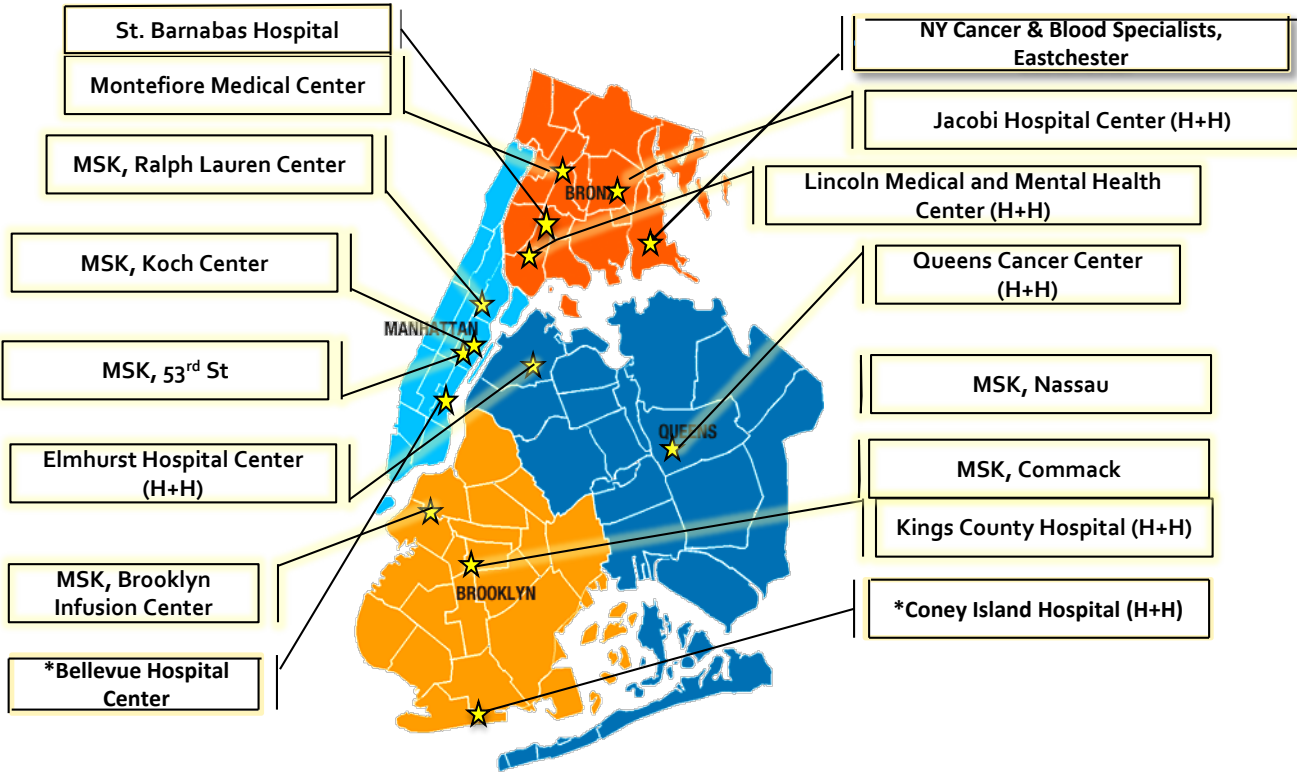 St. Barnabas Hospital
Montefiore Medical Center
MSK, Ralph Lauren Center
MSK, Koch Center
MSK, 53rd St
Elmhurst Hospital Center
(H+H)
MSK, Brooklyn
Infusion Center
*Bellevue Hospital
Center
BRONX
MANHATTAN
QUEENS
BROOKLYN
NY Cancer & Blood Specialists,
Eastchester
Jacobi Hospital Center (H+H)
Lincoln Medical and Mental Health
Center (H+H)
Queens Cancer Center
(H+H)
MSK, Nassau
MSK, Commack
Kings County Hospital (H+H)
*Coney Island Hospital (H+H)